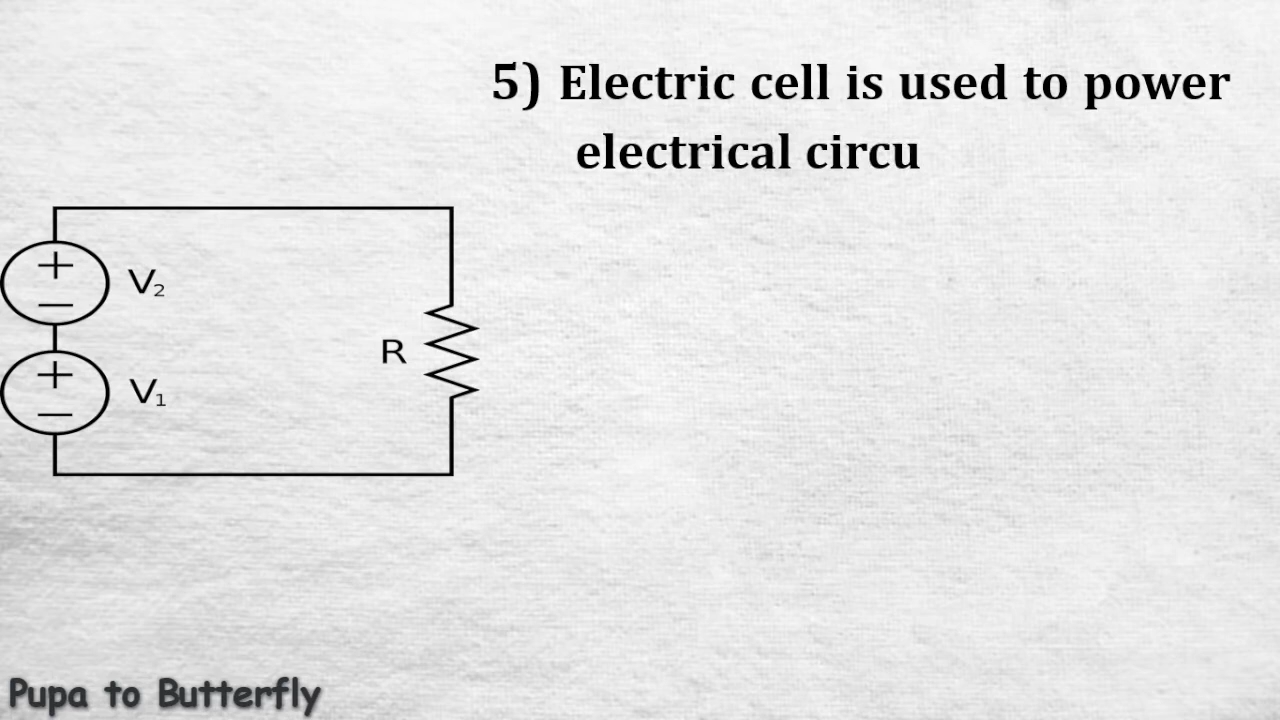 5) Electric cell is used to power
electrical circu
V₂
R
V₁
Pupa to Butterfly